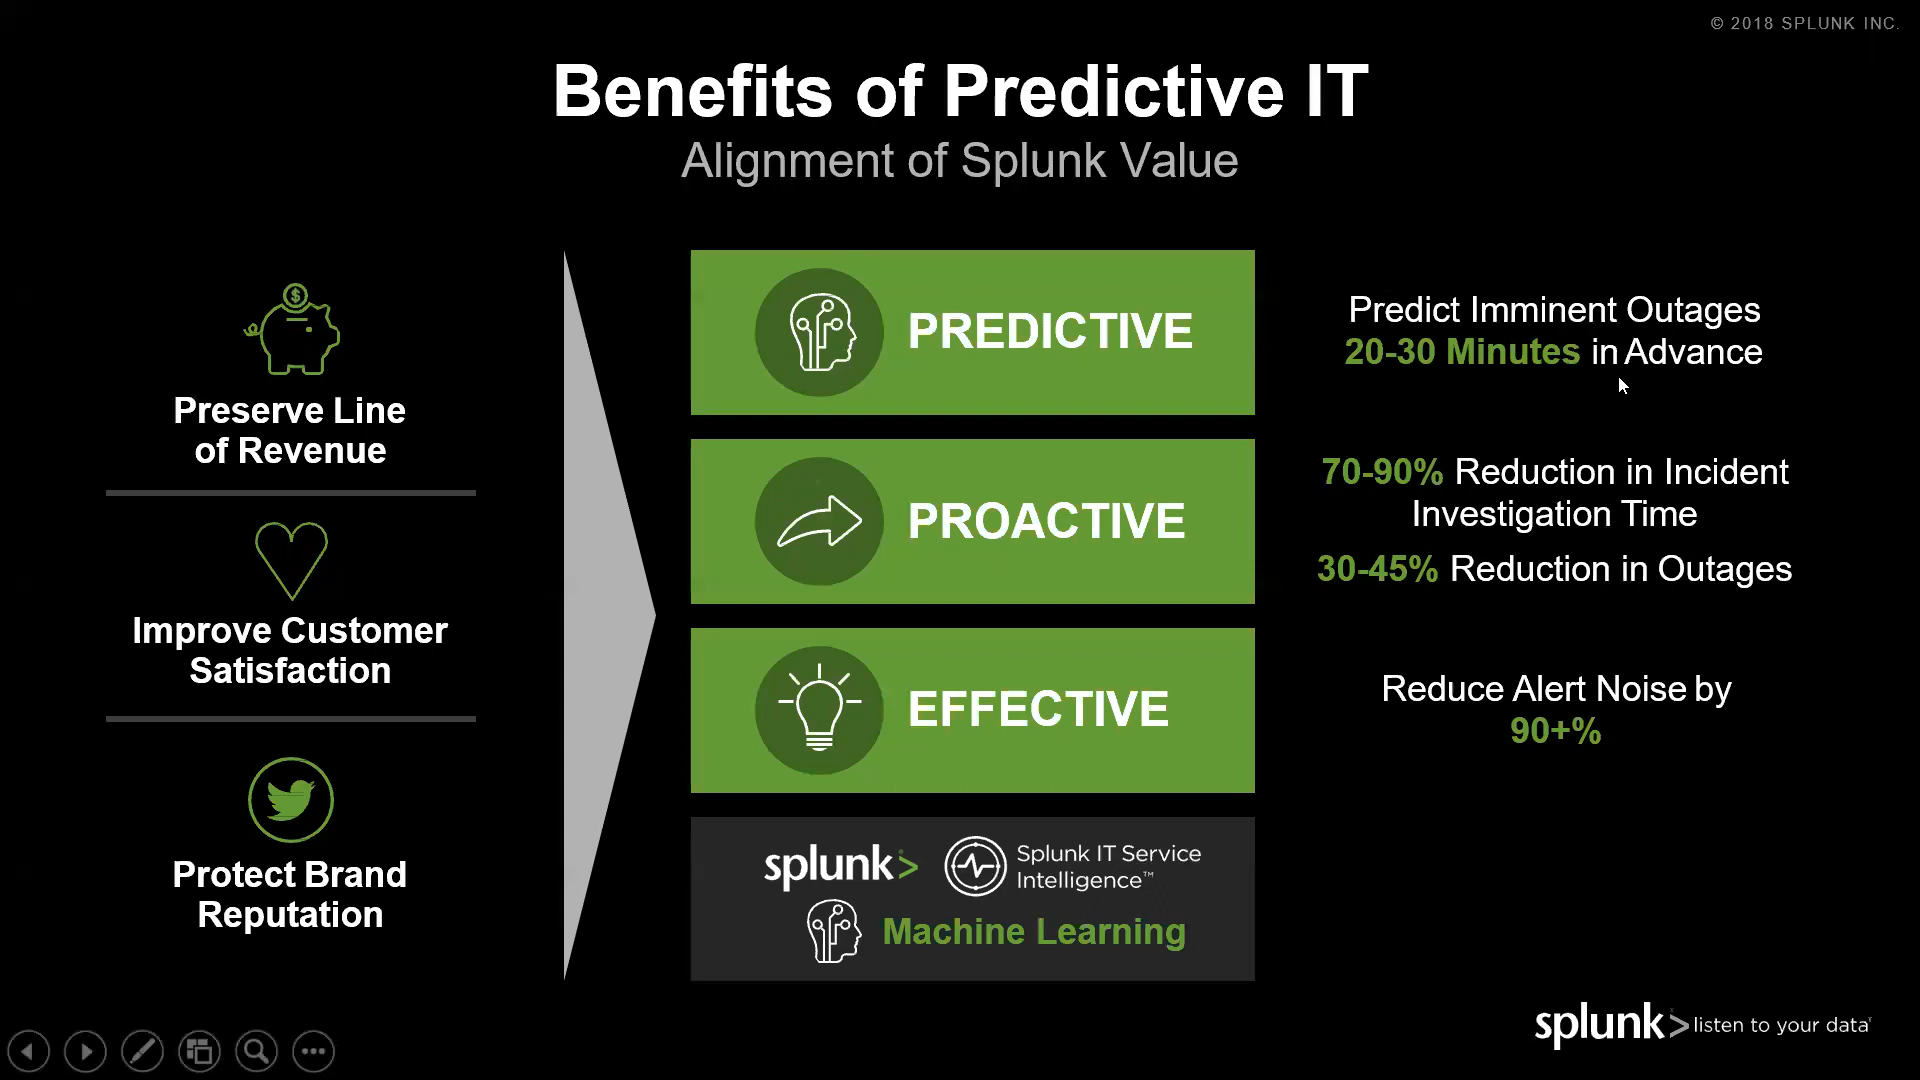 © 2018 SPLUNK INC.
Benefits of Predictive IT
Alignment of Splunk Value
Preserve Line
of Revenue
Improve Customer
Satisfaction
Protect Brand
Reputation
PREDICTIVE
Predict Imminent Outages
20-30 Minutes in Advance
PROACTIVE
70-90% Reduction in Incident
Investigation Time
30-45% Reduction in Outages
EFFECTIVE
Reduce Alert Noise by
90+%
splunk>
Splunk IT Service
Intelligence™
Machine Learning
splunk> listen to your data